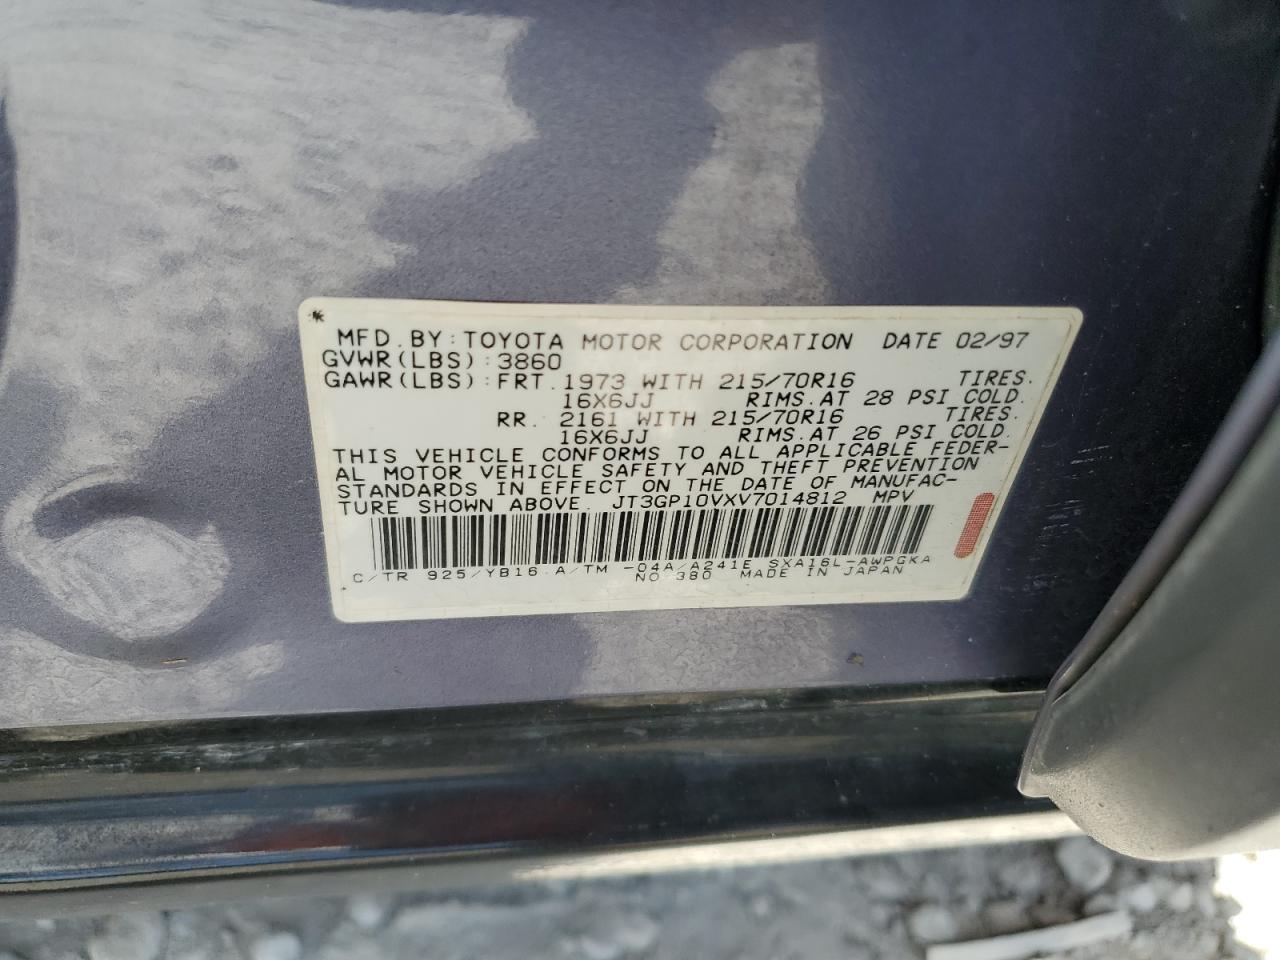 MFD. BY: TOYOTA MOTOR CORPORATION DATE 02/97
GVWR(LBS): 3860
GAWR(LBS): FRT. 1973 WITH 215/70R16 TIRES.
16X6JJ RIMS. AT 28 PSI COLD.
RR. 2161 WITH 215/70R16 TIRES.
16X6JJ RIMS. AT 26 PSI COLD.
THIS VEHICLE CONFORMS TO ALL APPLICABLE FEDER-
AL MOTOR VEHICLE SAFETY AND THEFT PREVENTION
STANDARDS IN EFFECT ON THE DATE OF MANUFAC-
TURE SHOWN ABOVE. JT3GP10VXV7014812 MPV
C/TR 925/YB16 A/TM -04A/A241E SXA16L-AWPGKA
NO 380 MADE IN JAPAN